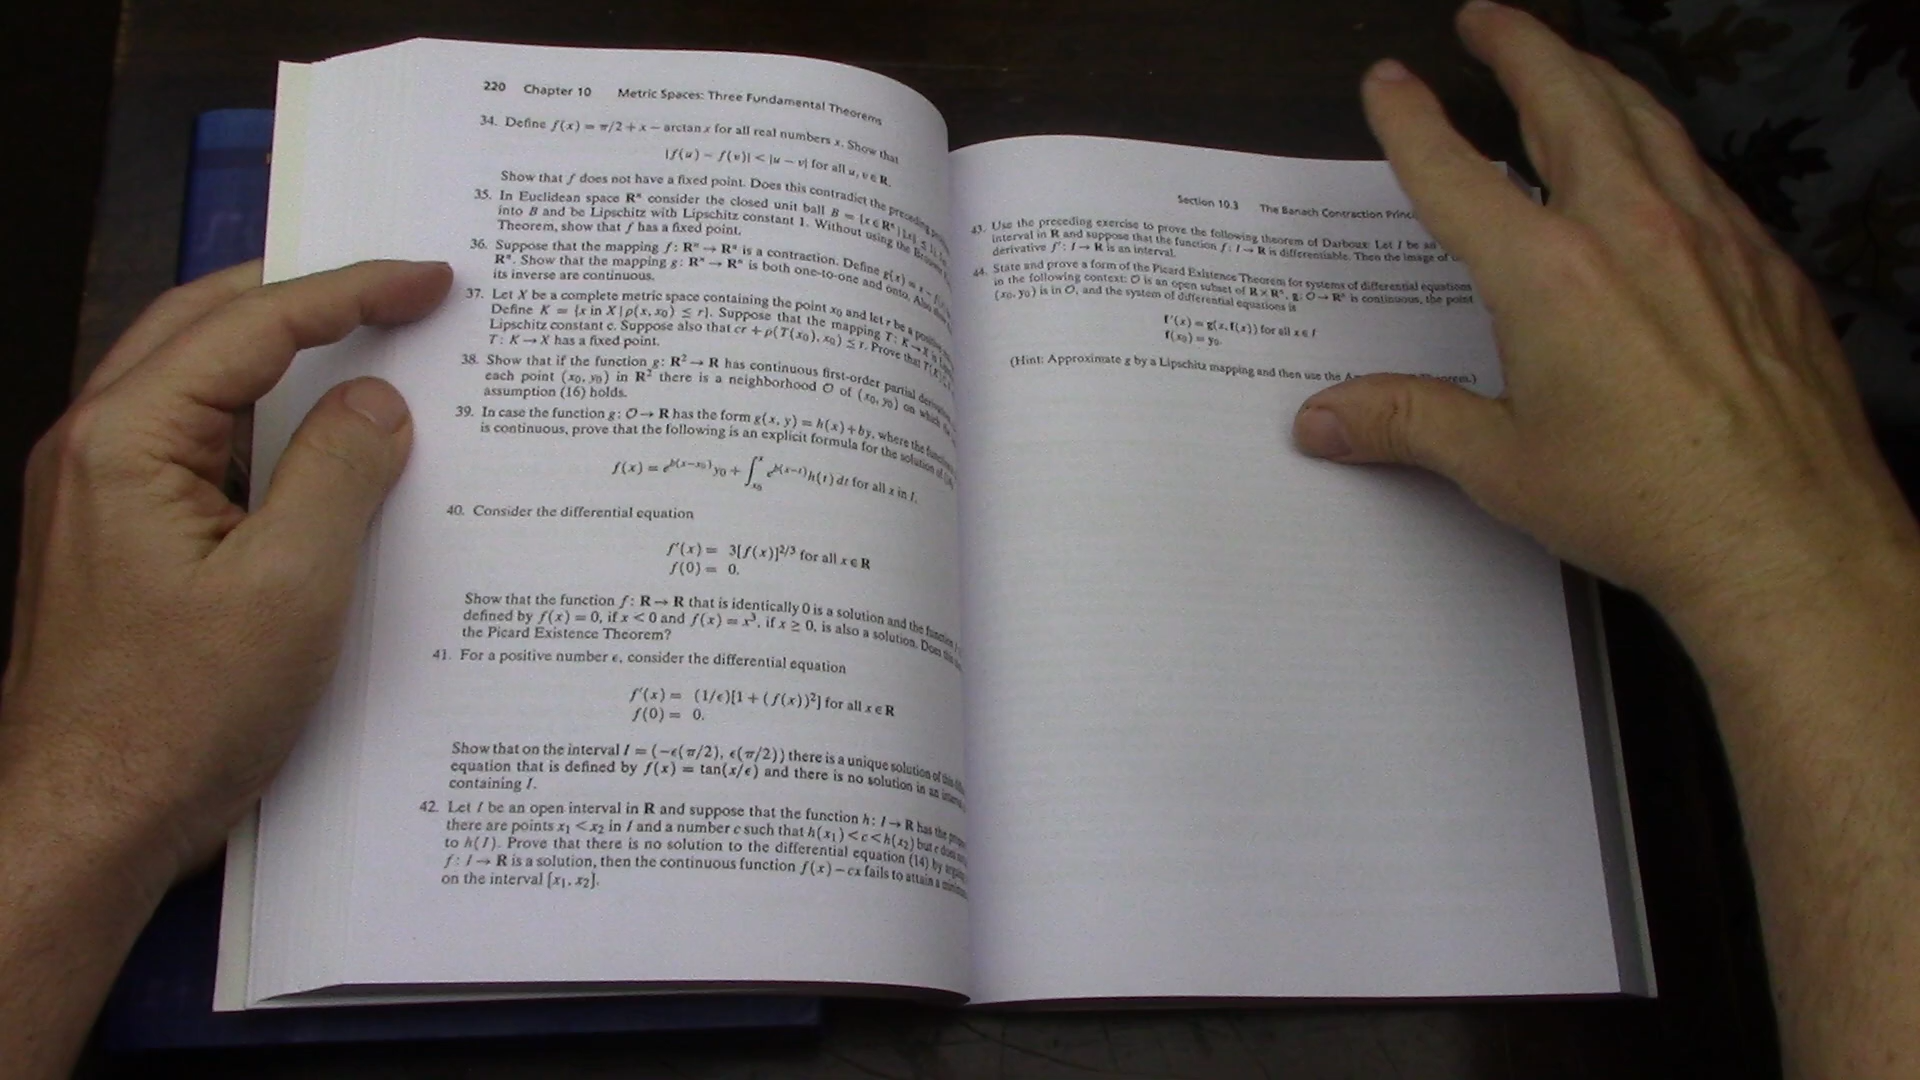 220 Chapter 10 Metric Spaces: Three Fundamental Theorems
34. Define f(x) = π/2 + x − arctan x for all real numbers x. Show that
|f(u) − f(v)| < |u − v| for all u, v ∈ R.
Show that f does not have a fixed point. Does this contradict the preceding
35. In Euclidean space Rⁿ consider the closed unit ball B = {x ∈ Rⁿ | ||x|| ≤ 1}.
into B and be Lipschitz with Lipschitz constant 1. Without using the
Theorem, show that f has a fixed point.
36. Suppose that the mapping f: Rⁿ → Rⁿ is a contraction. Define g(x) = x −
Rⁿ. Show that the mapping g: Rⁿ → Rⁿ is both one-to-one and onto. Also
its inverse are continuous.
37. Let X be a complete metric space containing the point x₀ and let r be a positive
Define K = {x in X | ρ(x, x₀) ≤ r}. Suppose that the mapping T: K → X is
Lipschitz constant c. Suppose also that cr + ρ(T(x₀), x₀) ≤ r. Prove that T(K)
T: K → X has a fixed point.
38. Show that if the function g: R² → R has continuous first-order partial
each point (x₀, y₀) in R² there is a neighborhood O of (x₀, y₀) on which the
assumption (16) holds.
39. In case the function g: O → R has the form g(x, y) = h(x) + by, where the
is continuous, prove that the following is an explicit formula for the solution of
f(x) = e^{b(x−x₀)}y₀ + ∫_{x₀}^{x} e^{b(x−t)}h(t) dt for all x in I.
40. Consider the differential equation
f′(x) = 3[f(x)]^{2/3} for all x ∈ R
f(0) = 0.
Show that the function f: R → R that is identically 0 is a solution and the function
defined by f(x) = 0, if x < 0 and f(x) = x³, if x ≥ 0, is also a solution. Does this
the Picard Existence Theorem?
41. For a positive number ϵ, consider the differential equation
f′(x) = (1/ϵ)[1 + (f(x))²] for all x ∈ R
f(0) = 0.
Show that on the interval I = (−ϵ(π/2), ϵ(π/2)) there is a unique solution of this
equation that is defined by f(x) = tan(x/ϵ) and there is no solution in an
containing I.
42. Let I be an open interval in R and suppose that the function h: I → R has the
there are points x₁ < x₂ in I and a number c such that h(x₁) < c < h(x₂) but c does
to h(I). Prove that there is no solution to the differential equation (14) by
f: I → R is a solution, then the continuous function f(x) − cx fails to attain a
on the interval [x₁, x₂].
Section 10.3 The Banach Contraction
43. Use the preceding exercise to prove the following theorem of Darboux: Let I be an
interval in R and suppose that the function f: I → R is differentiable. Then the image of
derivative f′: I → R is an interval.
44. State and prove a form of the Picard Existence Theorem for systems of differential equations
in the following context: O is an open subset of R × Rⁿ, g: O → Rⁿ is continuous, the point
(x₀, y₀) is in O, and the system of differential equations is
f′(x) = g(x, f(x)) for all x ∈ I
f(x₀) = y₀.
(Hint: Approximate g by a Lipschitz mapping and then use the